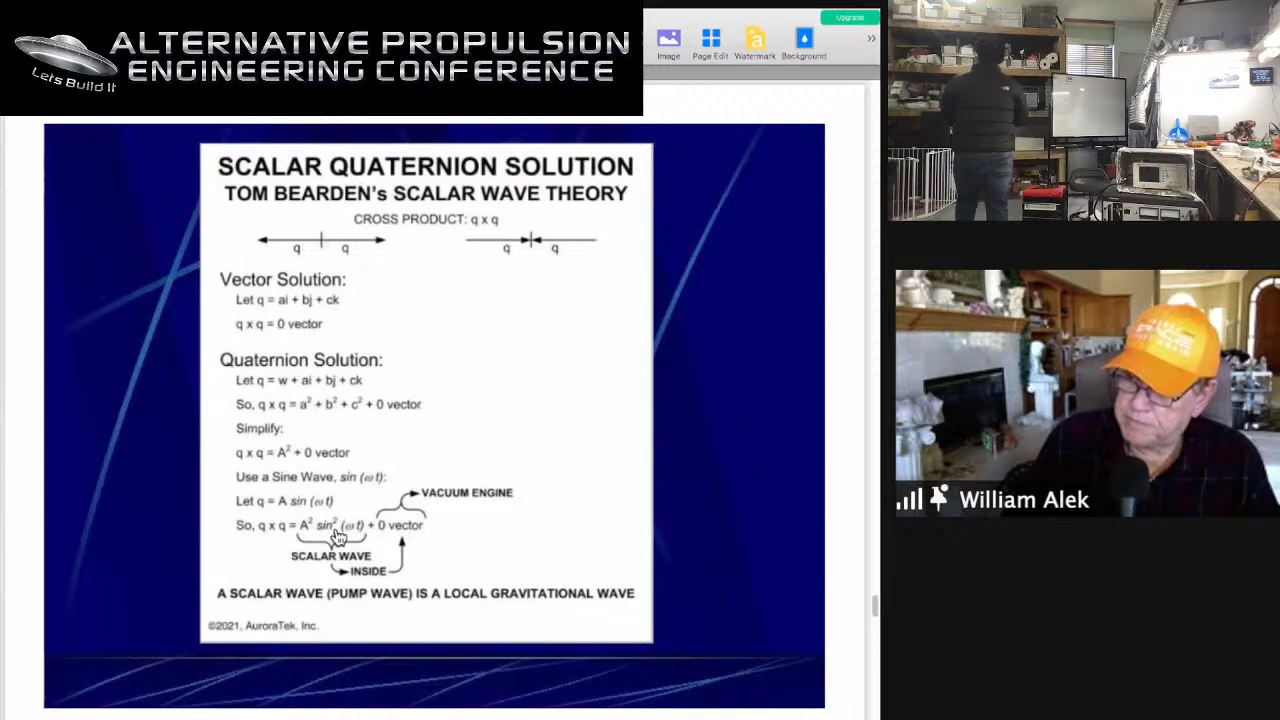 ALTERNATIVE PROPULSION
ENGINEERING CONFERENCE
Lets Build It
Upgrade
Image
Page Edit
Watermark
Background
»
SCALAR QUATERNION SOLUTION
TOM BEARDEN's SCALAR WAVE THEORY
CROSS PRODUCT: q x q
q q q q
Vector Solution:
Let q = ai + bj + ck
q x q = 0 vector
Quaternion Solution:
Let q = w + ai + bj + ck
So, q x q = a² + b² + c² + 0 vector
Simplify:
q x q = A² + 0 vector
Use a Sine Wave, sin (ω t):
Let q = A sin (ω t)
VACUUM ENGINE
So, q x q = A² sin² (ω t) + 0 vector
SCALAR WAVE
INSIDE
A SCALAR WAVE (PUMP WAVE) IS A LOCAL GRAVITATIONAL WAVE
©2021, AuroraTek, Inc.
William Alek